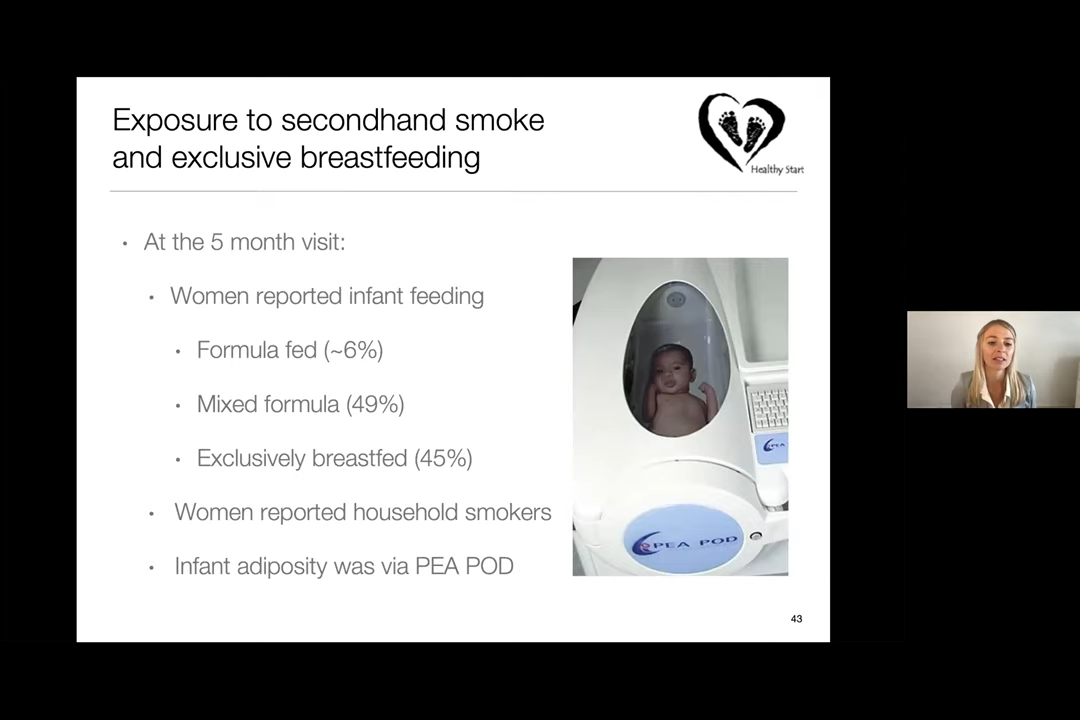 Exposure to secondhand smoke
and exclusive breastfeeding
Healthy Start
• At the 5 month visit:
• Women reported infant feeding
• Formula fed (~6%)
• Mixed formula (49%)
• Exclusively breastfed (45%)
• Women reported household smokers
• Infant adiposity was via PEA POD
PEA
PEA POD
43